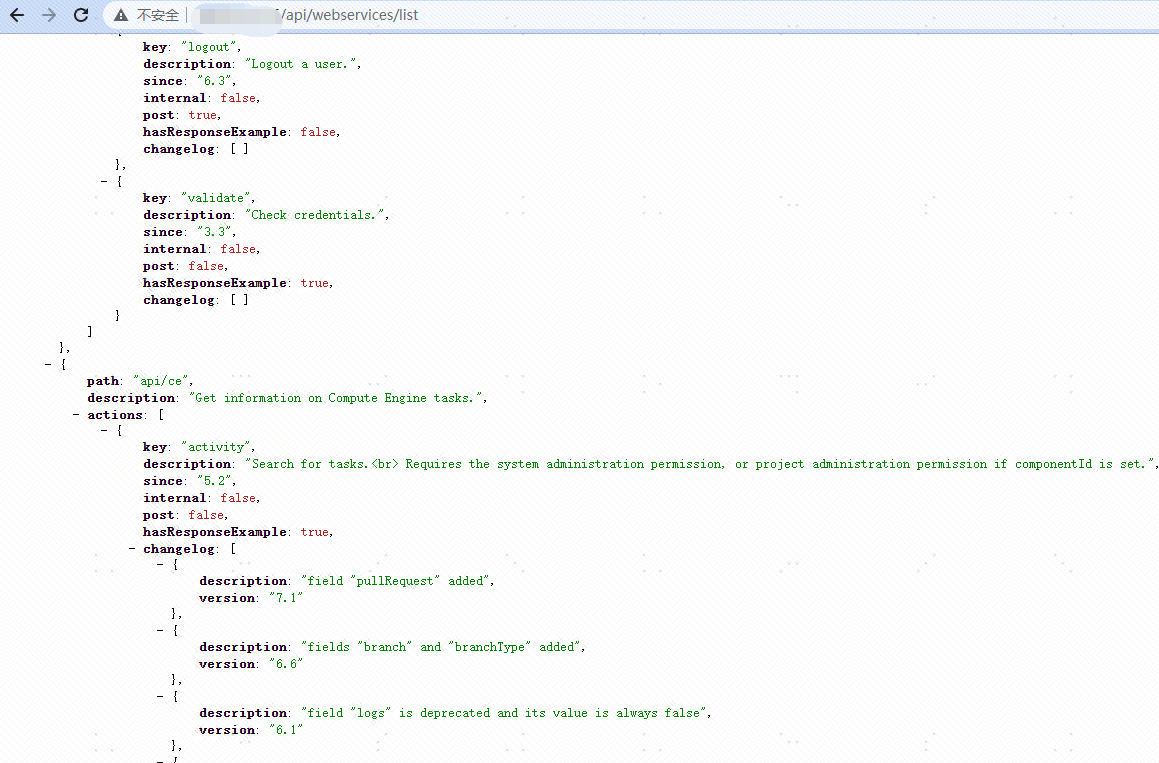 不安全 /api/webservices/list
key: "logout",
description: "Logout a user.",
since: "6.3",
internal: false,
post: true,
hasResponseExample: false,
changelog: [ ]
},
- {
key: "validate",
description: "Check credentials.",
since: "3.3",
internal: false,
post: false,
hasResponseExample: true,
changelog: [ ]
}
]
},
- {
path: "api/ce",
description: "Get information on Compute Engine tasks.",
- actions: [
- {
key: "activity",
description: "Search for tasks.<br> Requires the system administration permission, or project administration permission if componentId is set.",
since: "5.2",
internal: false,
post: false,
hasResponseExample: true,
- changelog: [
- {
description: "field "pullRequest" added",
version: "7.1"
},
- {
description: "fields "branch" and "branchType" added",
version: "6.6"
},
- {
description: "field "logs" is deprecated and its value is always false",
version: "6.1"
},
- {